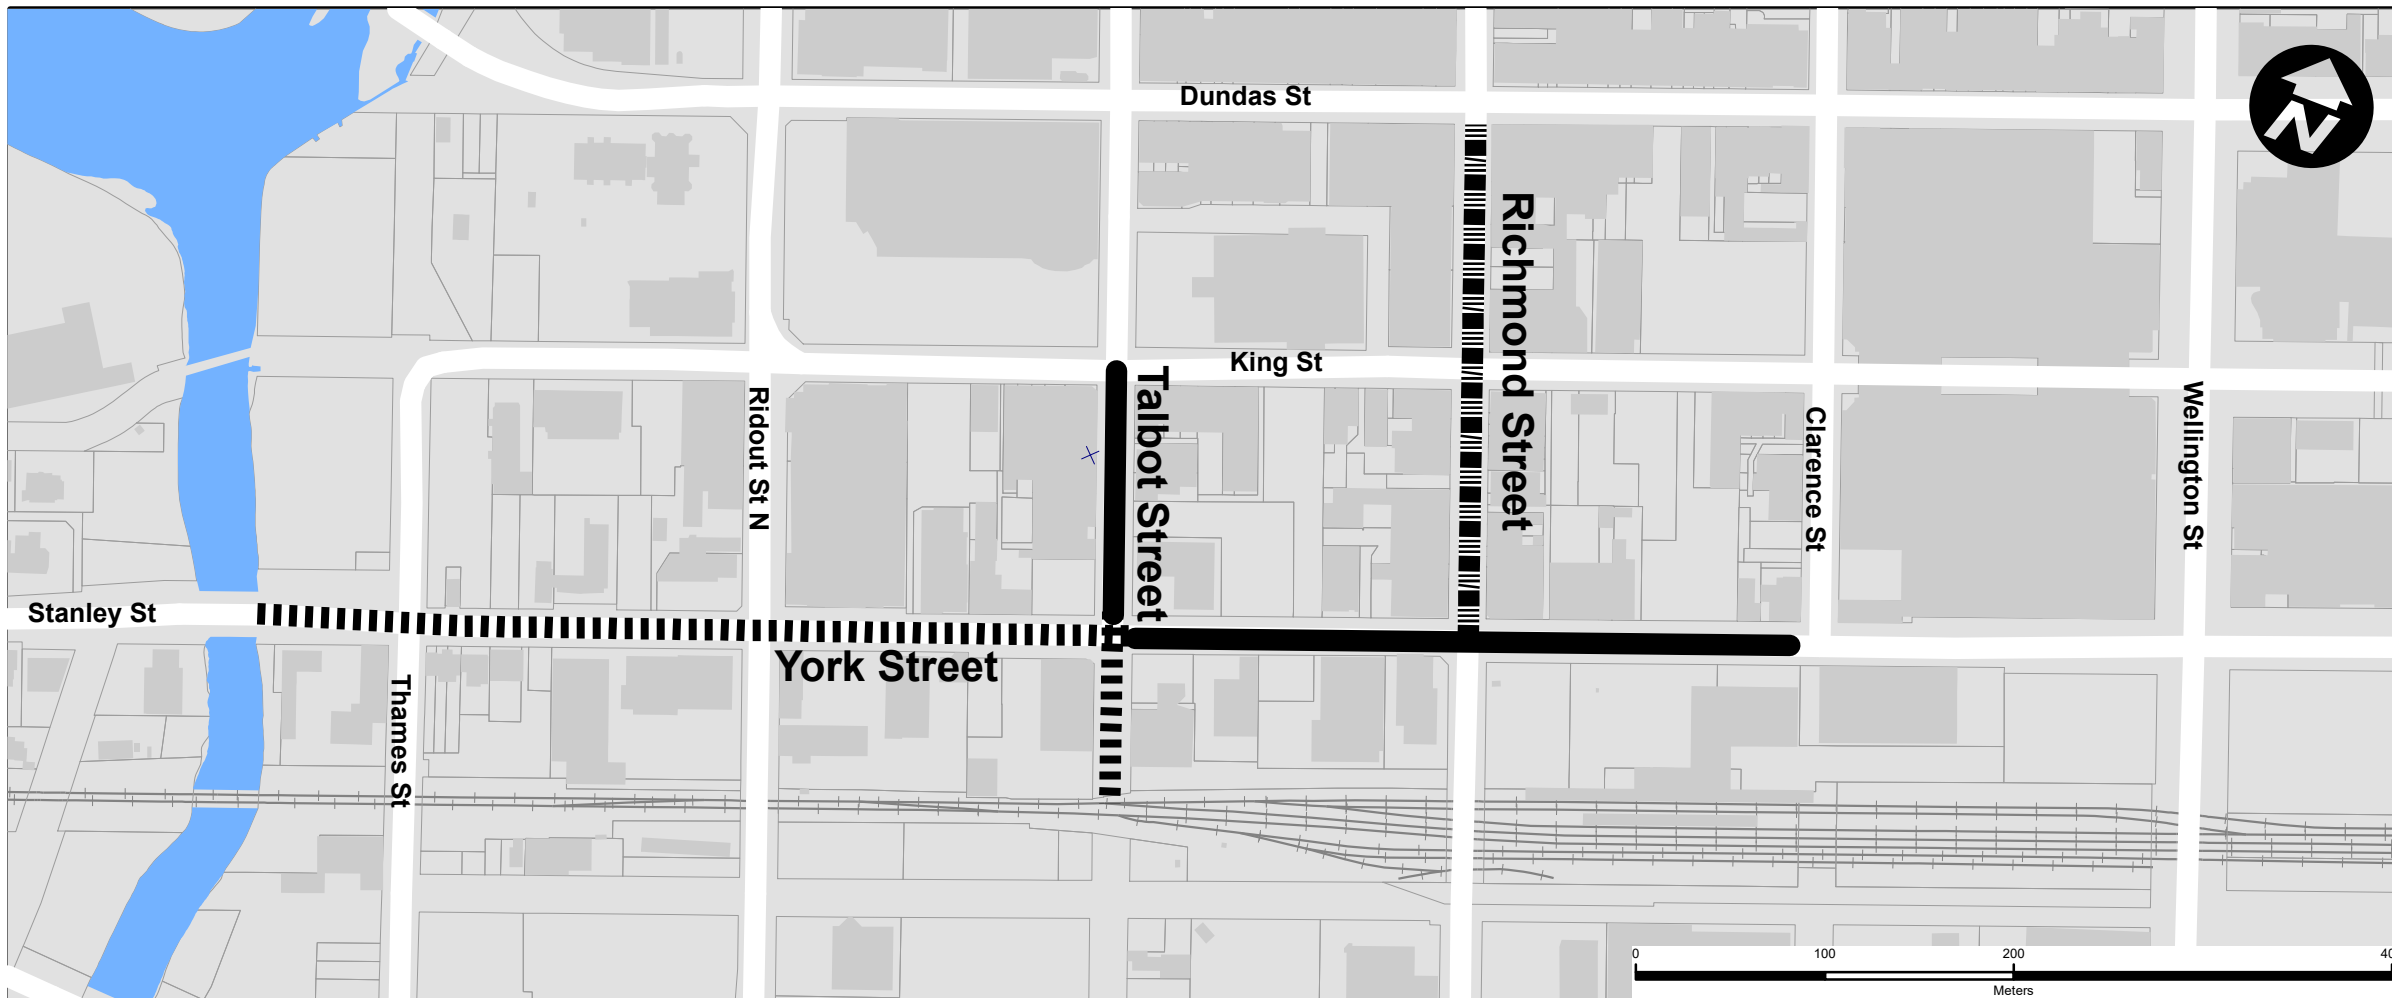 Dundas St
N
Richmond Street
King St
Talbot Street
Ridout St N
Clarence St
Wellington St
Stanley St
York Street
Thames St
0 100 200 40
Meters